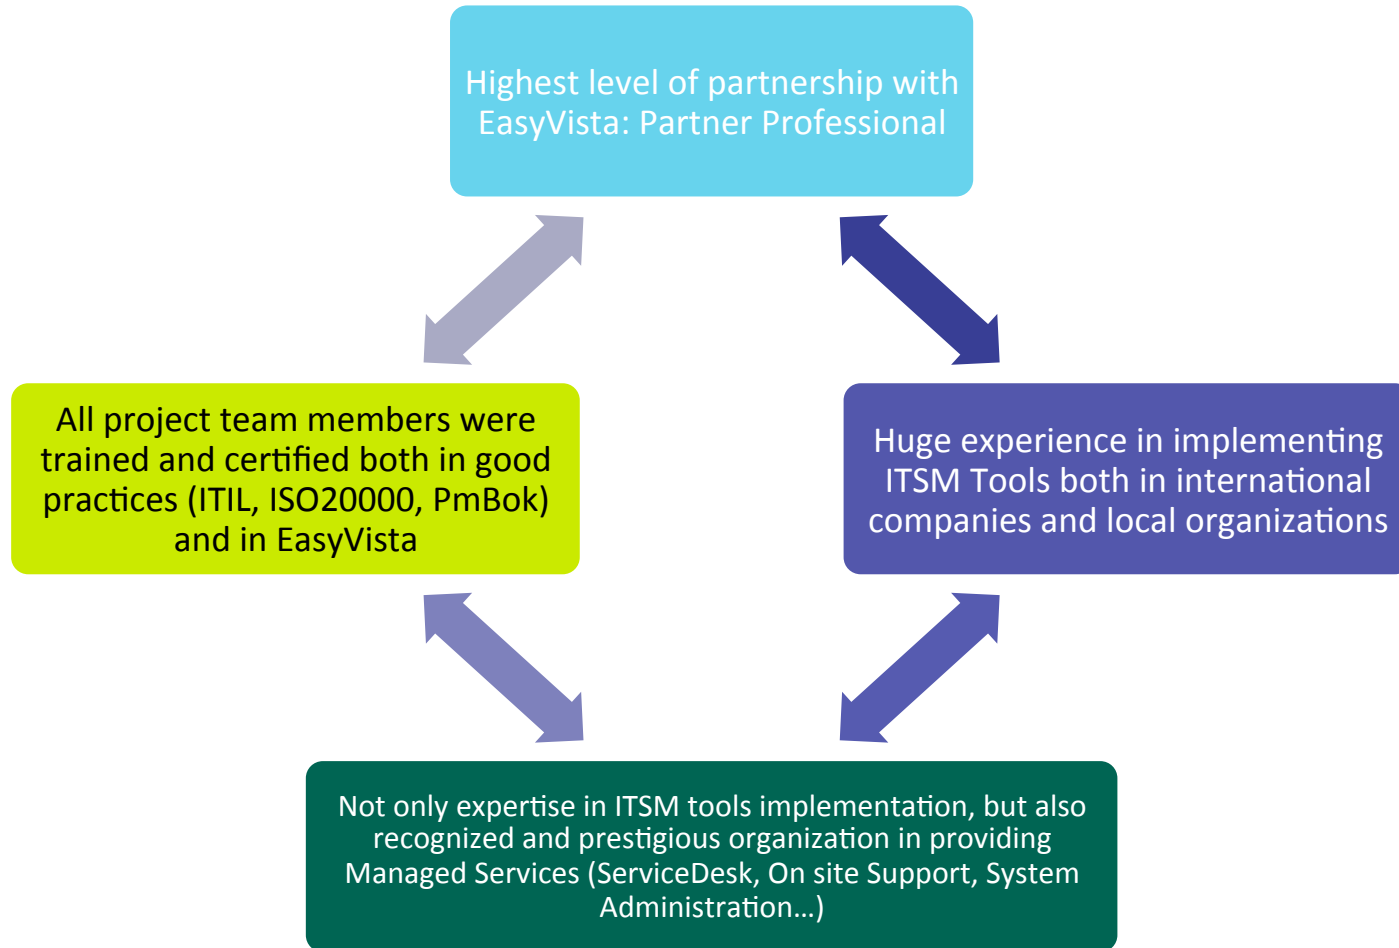 Highest level of partnership with
EasyVista: Partner Professional
All project team members were
trained and certified both in good
practices (ITIL, ISO20000, PmBok)
and in EasyVista
Huge experience in implementing
ITSM Tools both in international
companies and local organizations
Not only expertise in ITSM tools implementation, but also
recognized and prestigious organization in providing
Managed Services (ServiceDesk, On site Support, System
Administration…)